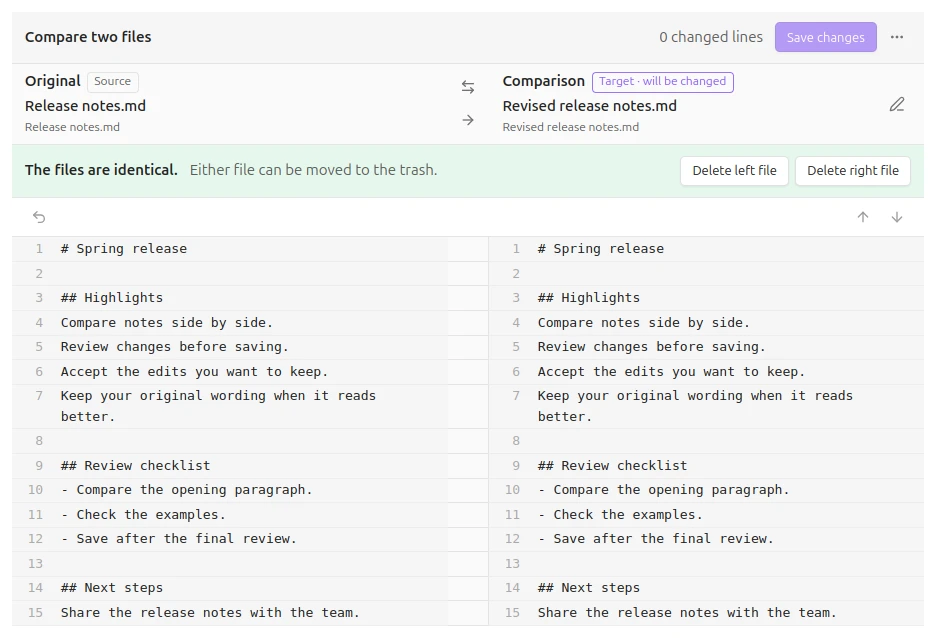 Compare two files
0 changed lines
Save changes
Original Source
Release notes.md
Release notes.md
Comparison Target · will be changed
Revised release notes.md
Revised release notes.md
The files are identical. Either file can be moved to the trash.
Delete left file
Delete right file
1 # Spring release
2
3 ## Highlights
4 Compare notes side by side.
5 Review changes before saving.
6 Accept the edits you want to keep.
7 Keep your original wording when it reads
better.
8
9 ## Review checklist
10 - Compare the opening paragraph.
11 - Check the examples.
12 - Save after the final review.
13
14 ## Next steps
15 Share the release notes with the team.
1 # Spring release
2
3 ## Highlights
4 Compare notes side by side.
5 Review changes before saving.
6 Accept the edits you want to keep.
7 Keep your original wording when it reads
better.
8
9 ## Review checklist
10 - Compare the opening paragraph.
11 - Check the examples.
12 - Save after the final review.
13
14 ## Next steps
15 Share the release notes with the team.